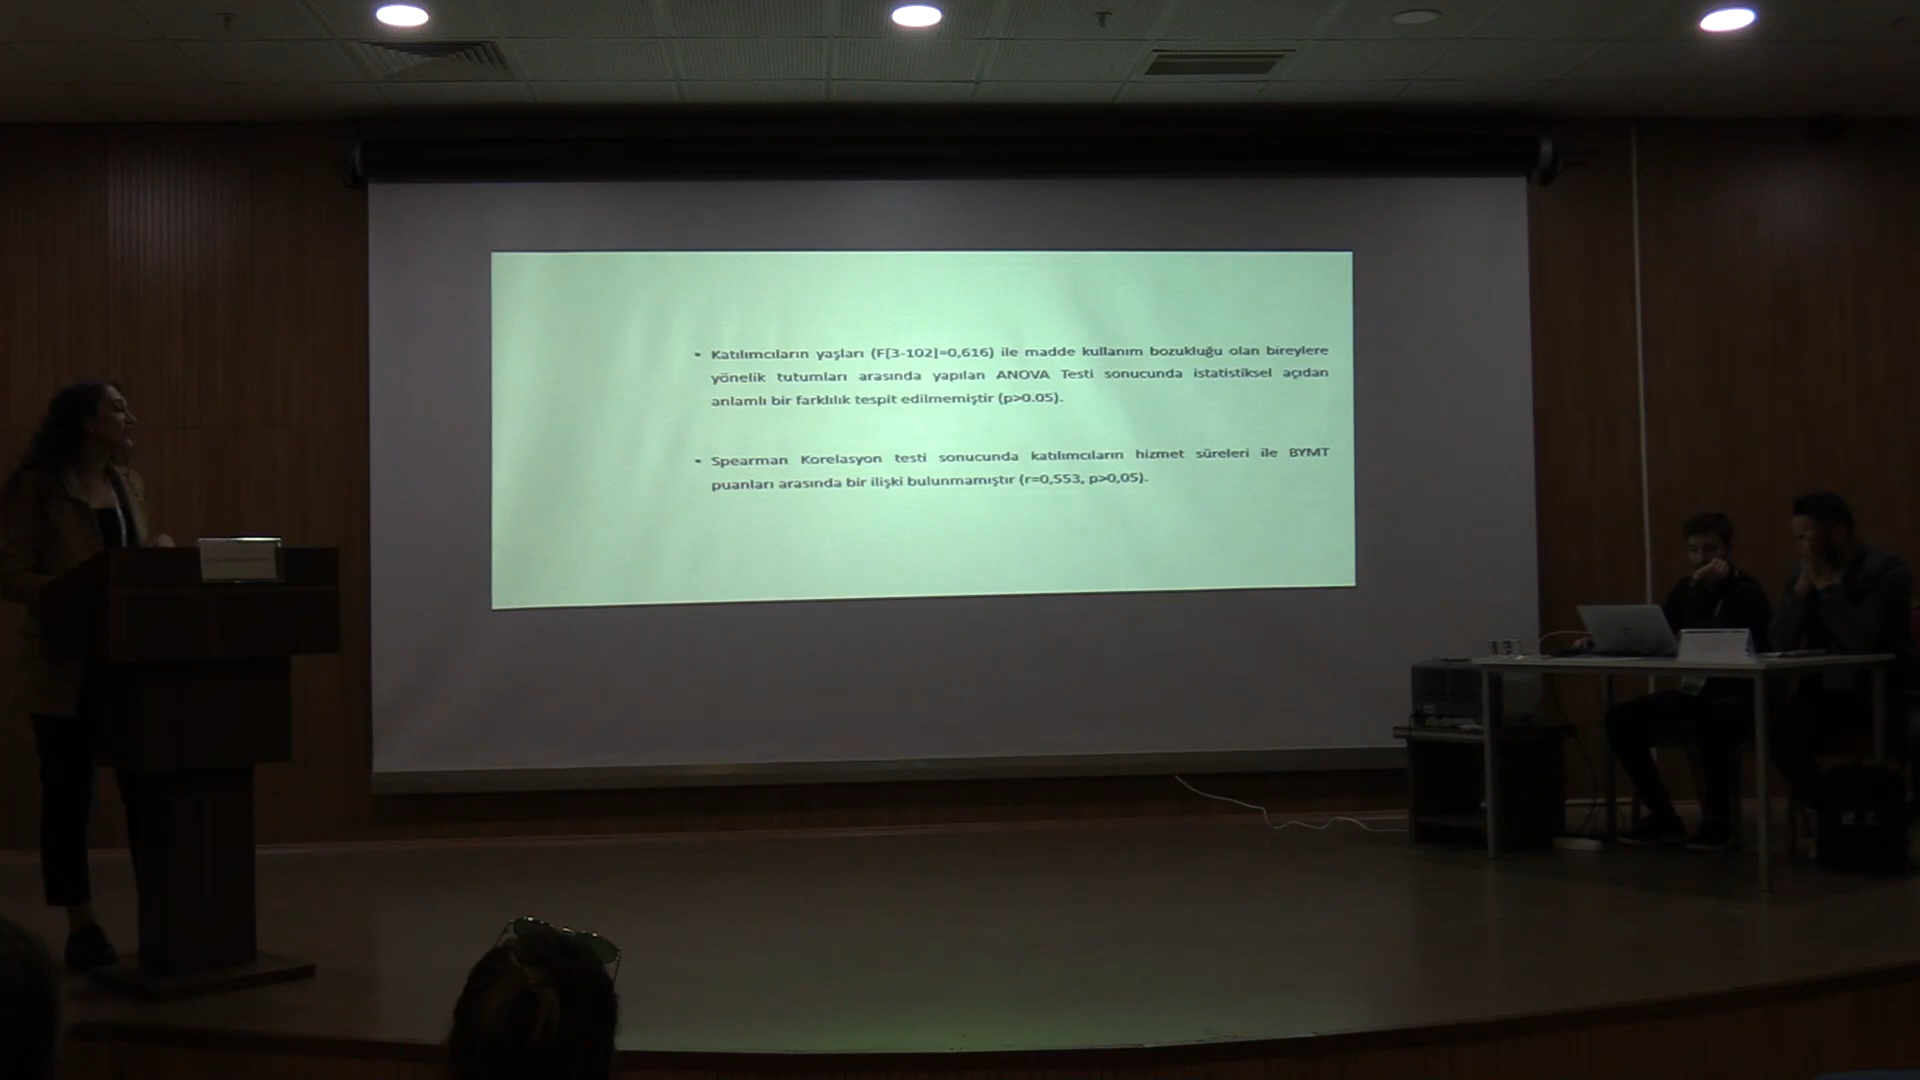 • Katılımcıların yaşları (F[3-102]=0,616) ile madde kullanım bozukluğu olan bireylere
yönelik tutumları arasında yapılan ANOVA Testi sonucunda istatistiksel açıdan
anlamlı bir farklılık tespit edilmemiştir (p>0.05).
• Spearman Korelasyon testi sonucunda katılımcıların hizmet süreleri ile BYMT
puanları arasında bir ilişki bulunmamıştır (r=0,553, p>0,05).